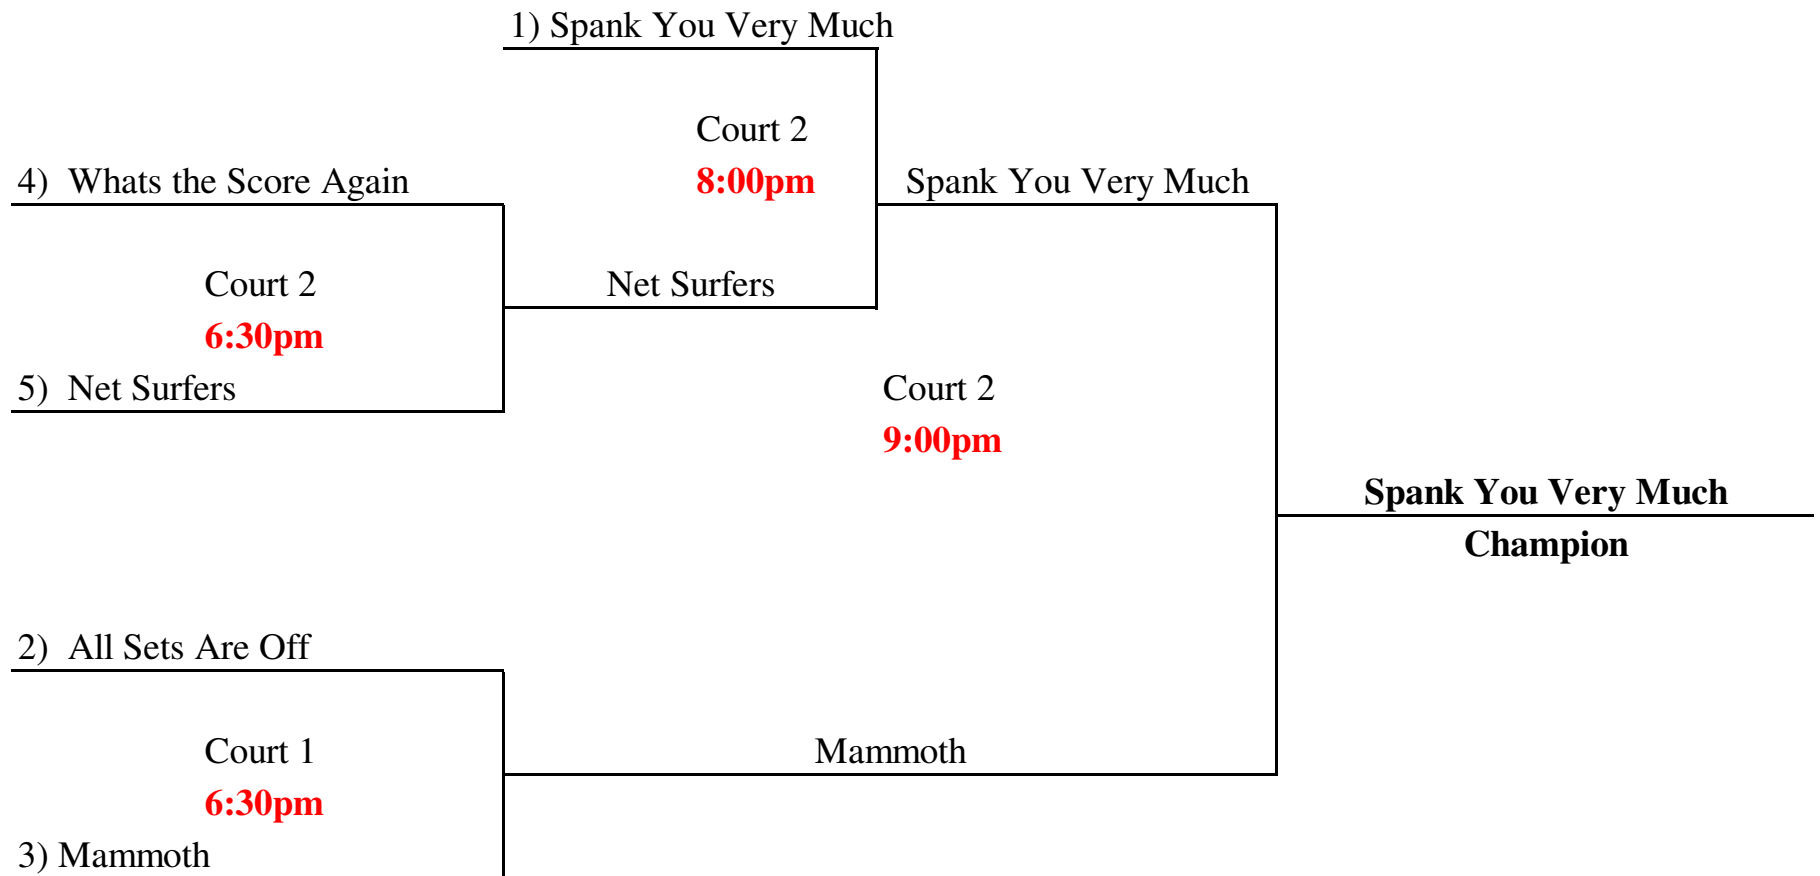 1) Spank You Very Much
Court 2
4) Whats the Score Again
8:00pm
Spank You Very Much
Court 2
Net Surfers
6:30pm
5) Net Surfers
Court 2
9:00pm
Spank You Very Much
Champion
2) All Sets Are Off
Court 1
Mammoth
6:30pm
3) Mammoth